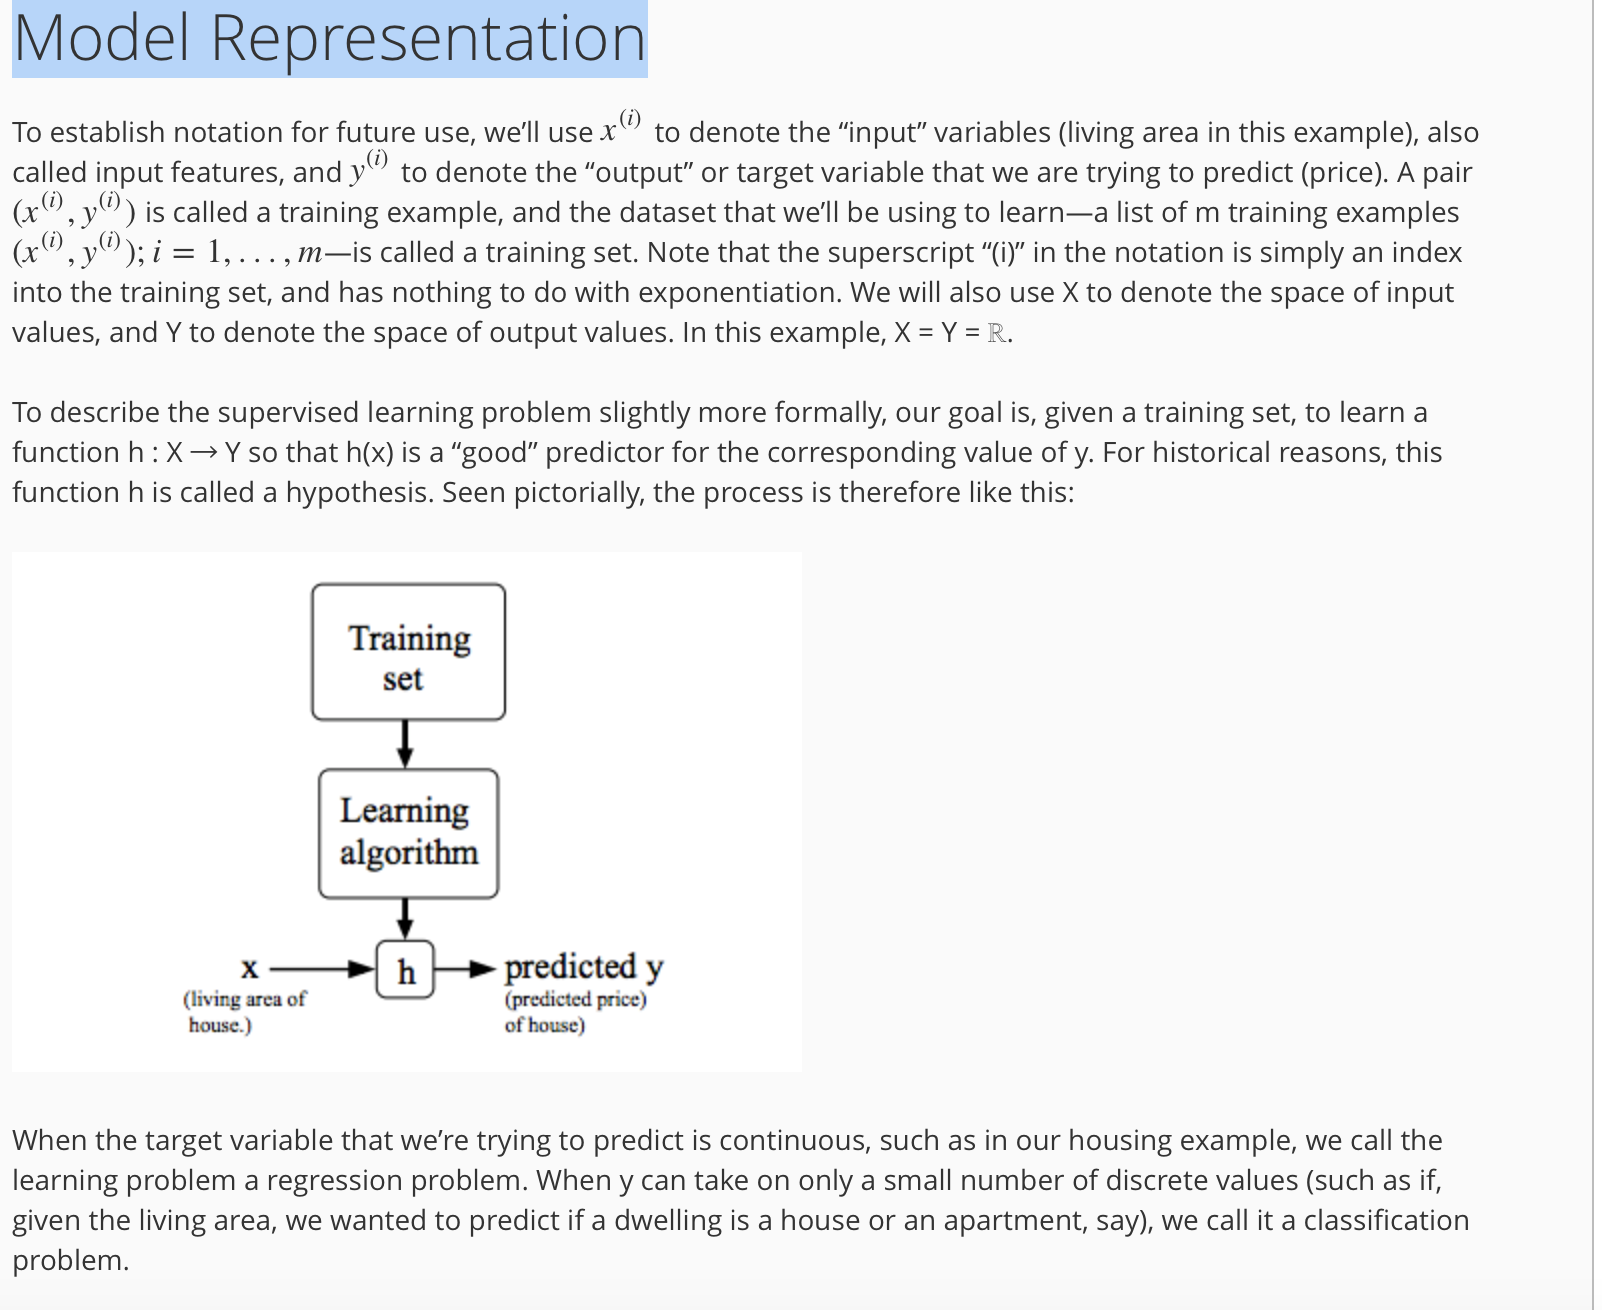 Model Representation
To establish notation for future use, we’ll use x⁽ⁱ⁾ to denote the “input” variables (living area in this example), also
called input features, and y⁽ⁱ⁾ to denote the “output” or target variable that we are trying to predict (price). A pair
(x⁽ⁱ⁾, y⁽ⁱ⁾) is called a training example, and the dataset that we’ll be using to learn—a list of m training examples
(x⁽ⁱ⁾, y⁽ⁱ⁾); i = 1, . . . , m—is called a training set. Note that the superscript “(i)” in the notation is simply an index
into the training set, and has nothing to do with exponentiation. We will also use X to denote the space of input
values, and Y to denote the space of output values. In this example, X = Y = ℝ.
To describe the supervised learning problem slightly more formally, our goal is, given a training set, to learn a
function h : X → Y so that h(x) is a “good” predictor for the corresponding value of y. For historical reasons, this
function h is called a hypothesis. Seen pictorially, the process is therefore like this:
Training
set
Learning
algorithm
x
h
predicted y
(living area of
house.)
(predicted price)
of house)
When the target variable that we’re trying to predict is continuous, such as in our housing example, we call the
learning problem a regression problem. When y can take on only a small number of discrete values (such as if,
given the living area, we wanted to predict if a dwelling is a house or an apartment, say), we call it a classification
problem.